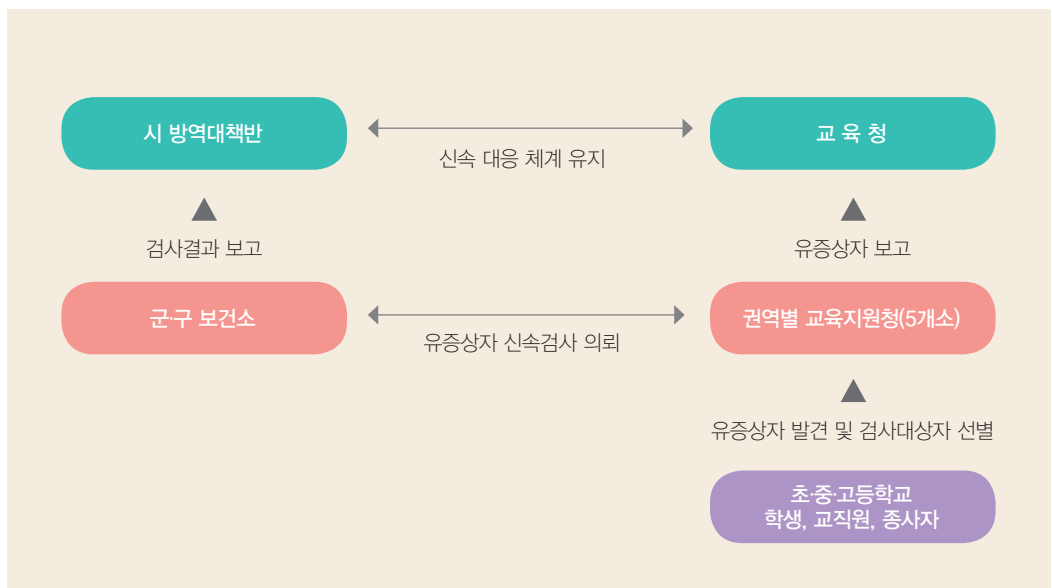 시 방역대책반
교 육 청
신속 대응 체계 유지
검사결과 보고
유증상자 보고
군·구 보건소
권역별 교육지원청(5개소)
유증상자 신속검사 의뢰
유증상자 발견 및 검사대상자 선별
초·중·고등학교
학생, 교직원, 종사자